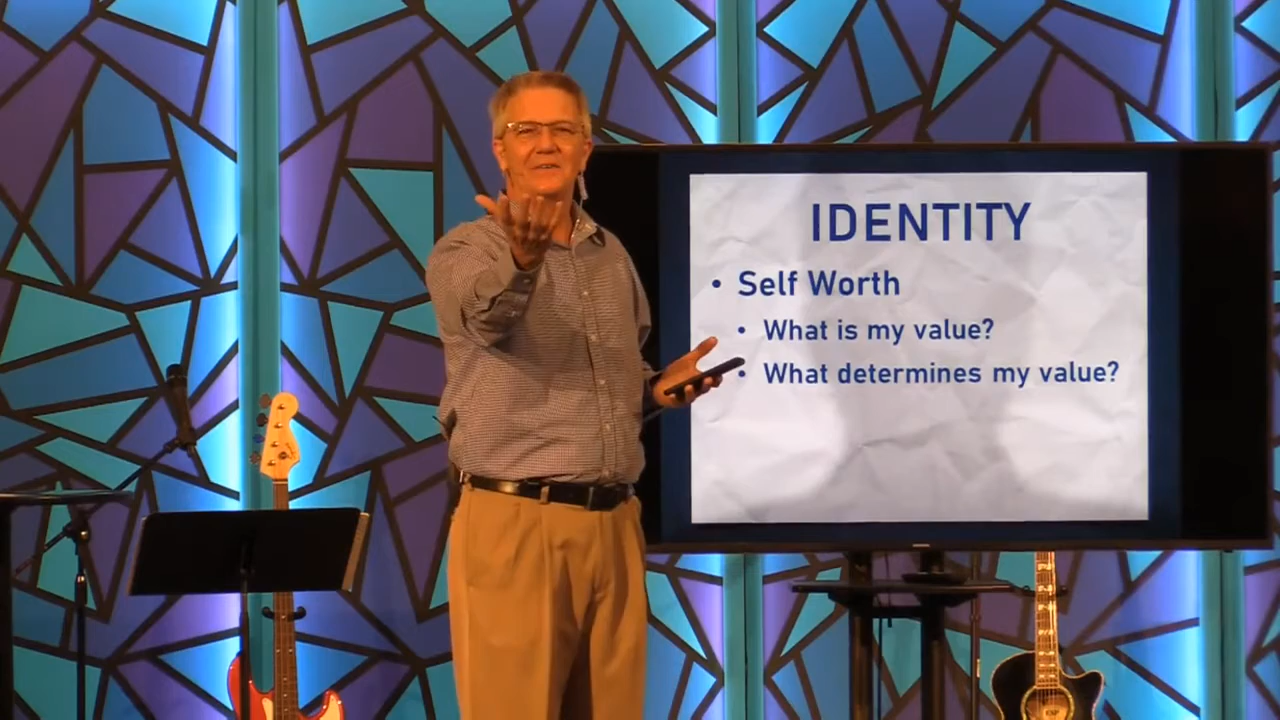 IDENTITY
• Self Worth
• What is my value?
• What determines my value?